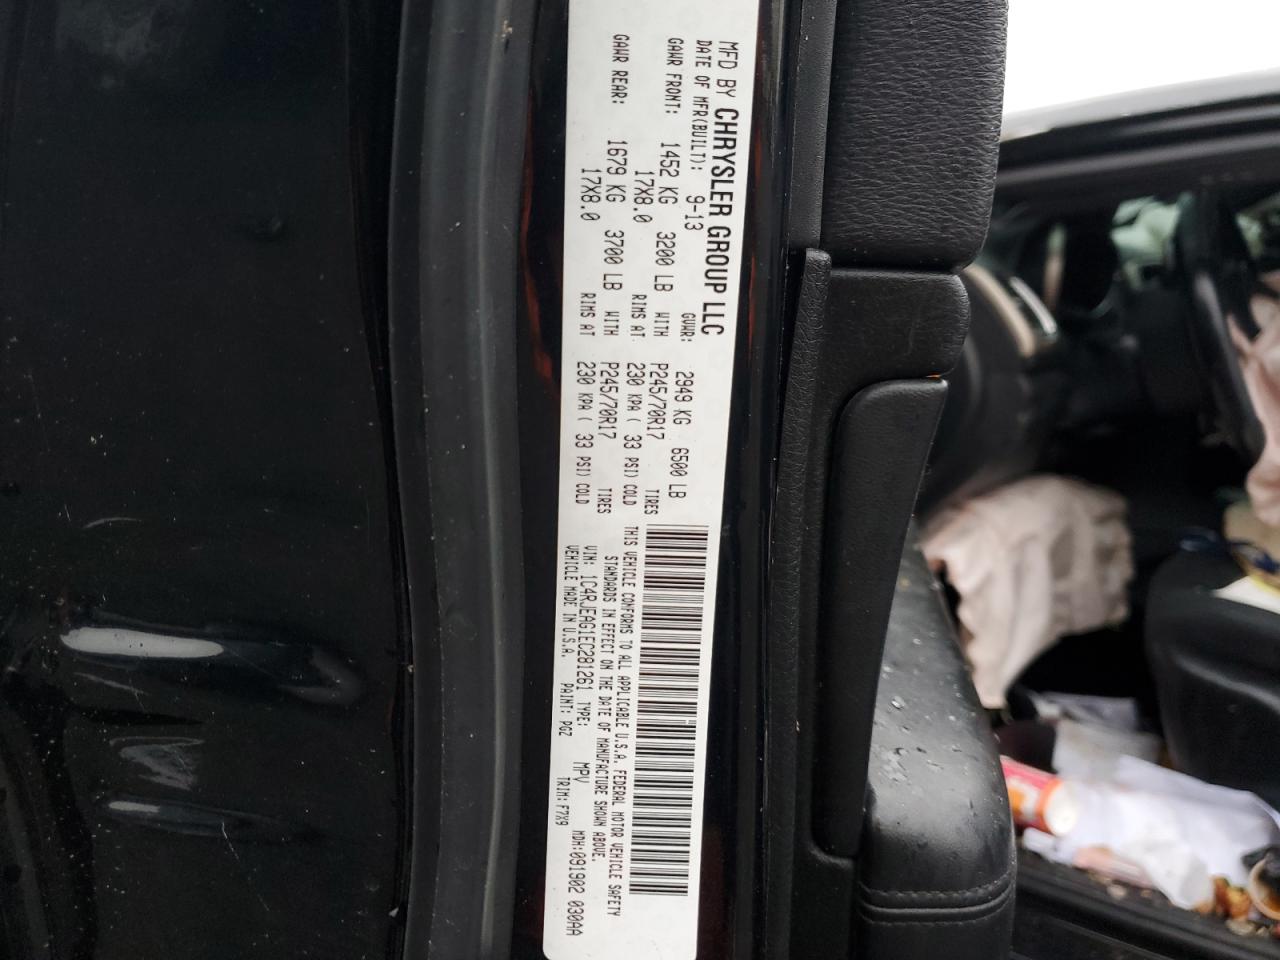 MFD BY CHRYSLER GROUP LLC
DATE OF MFR(BUILT): 9-13 GVWR: 2949 KG 6500 LB
GAWR FRONT: 1452 KG 3200 LB WITH P245/70R17 TIRES
17X8.0 RIMS AT 230 KPA ( 33 PSI) COLD
GAWR REAR: 1679 KG 3700 LB WITH P245/70R17 TIRES
17X8.0 RIMS AT 230 KPA ( 33 PSI) COLD
THIS VEHICLE CONFORMS TO ALL APPLICABLE U.S.A. FEDERAL MOTOR VEHICLE SAFETY
STANDARDS IN EFFECT ON THE DATE OF MANUFACTURE SHOWN ABOVE.
VIN: 1C4RJEAG1EC281261 TYPE: MPV MDH:091902 030AA
VEHICLE MADE IN U.S.A. PAINT: PGZ TRIM:F7X9